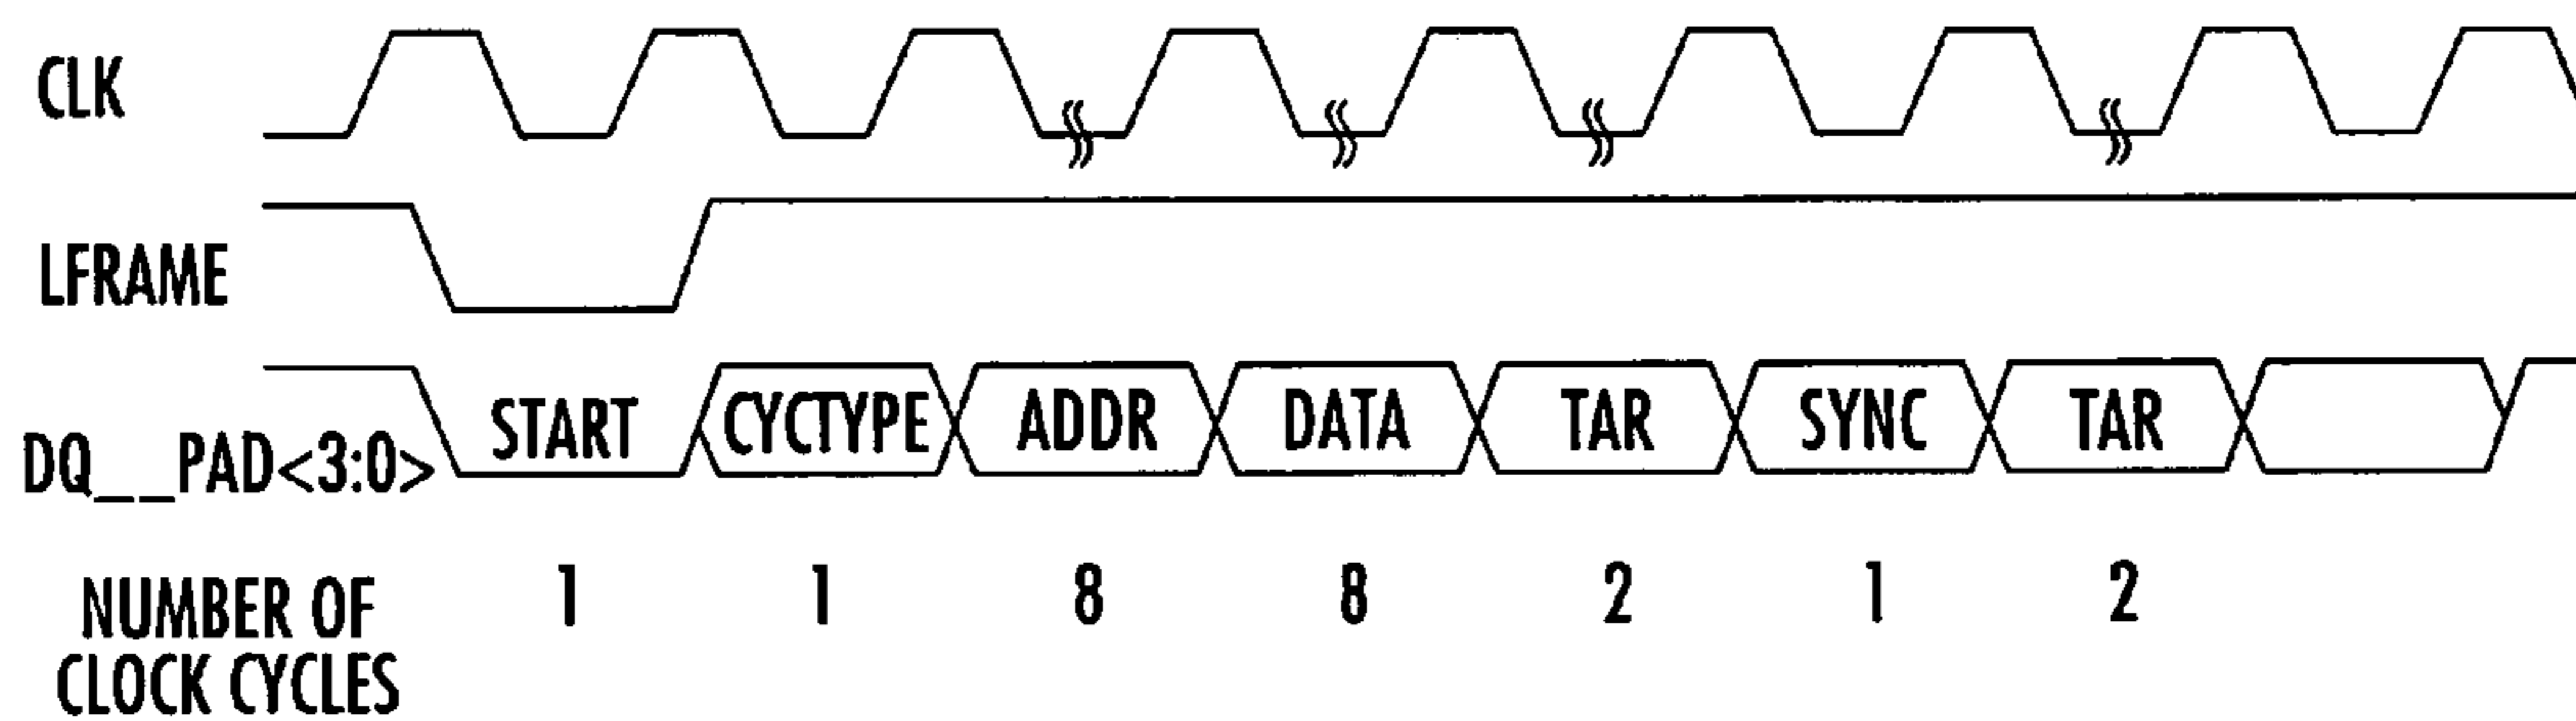 CLK
LFRAME
DQ__PAD<3:0> START CYCTYPE ADDR DATA TAR SYNC TAR
NUMBER OF CLOCK CYCLES 1 1 8 8 2 1 2